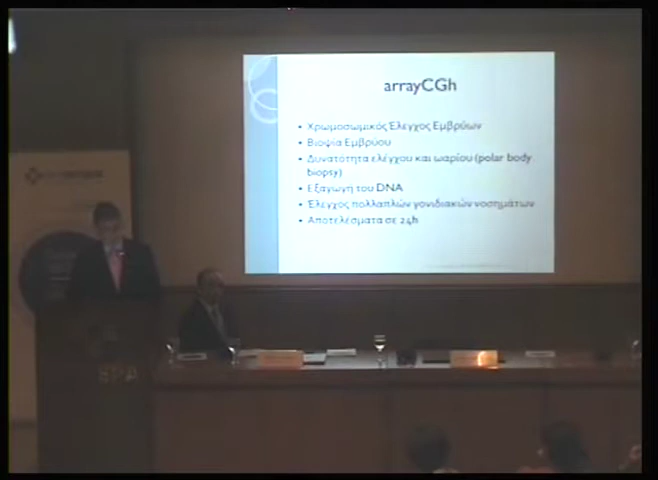 arrayCGh
• Χρωμοσωμικός Έλεγχος Εμβρύων
• Βιοψία Εμβρύου
• Δυνατότητα ελέγχου και ωαρίου (polar body
biopsy)
• Εξαγωγή του DNA
• Έλεγχος πολλαπλών γονιδιακών νοσημάτων
• Αποτελέσματα σε 24h
SPA